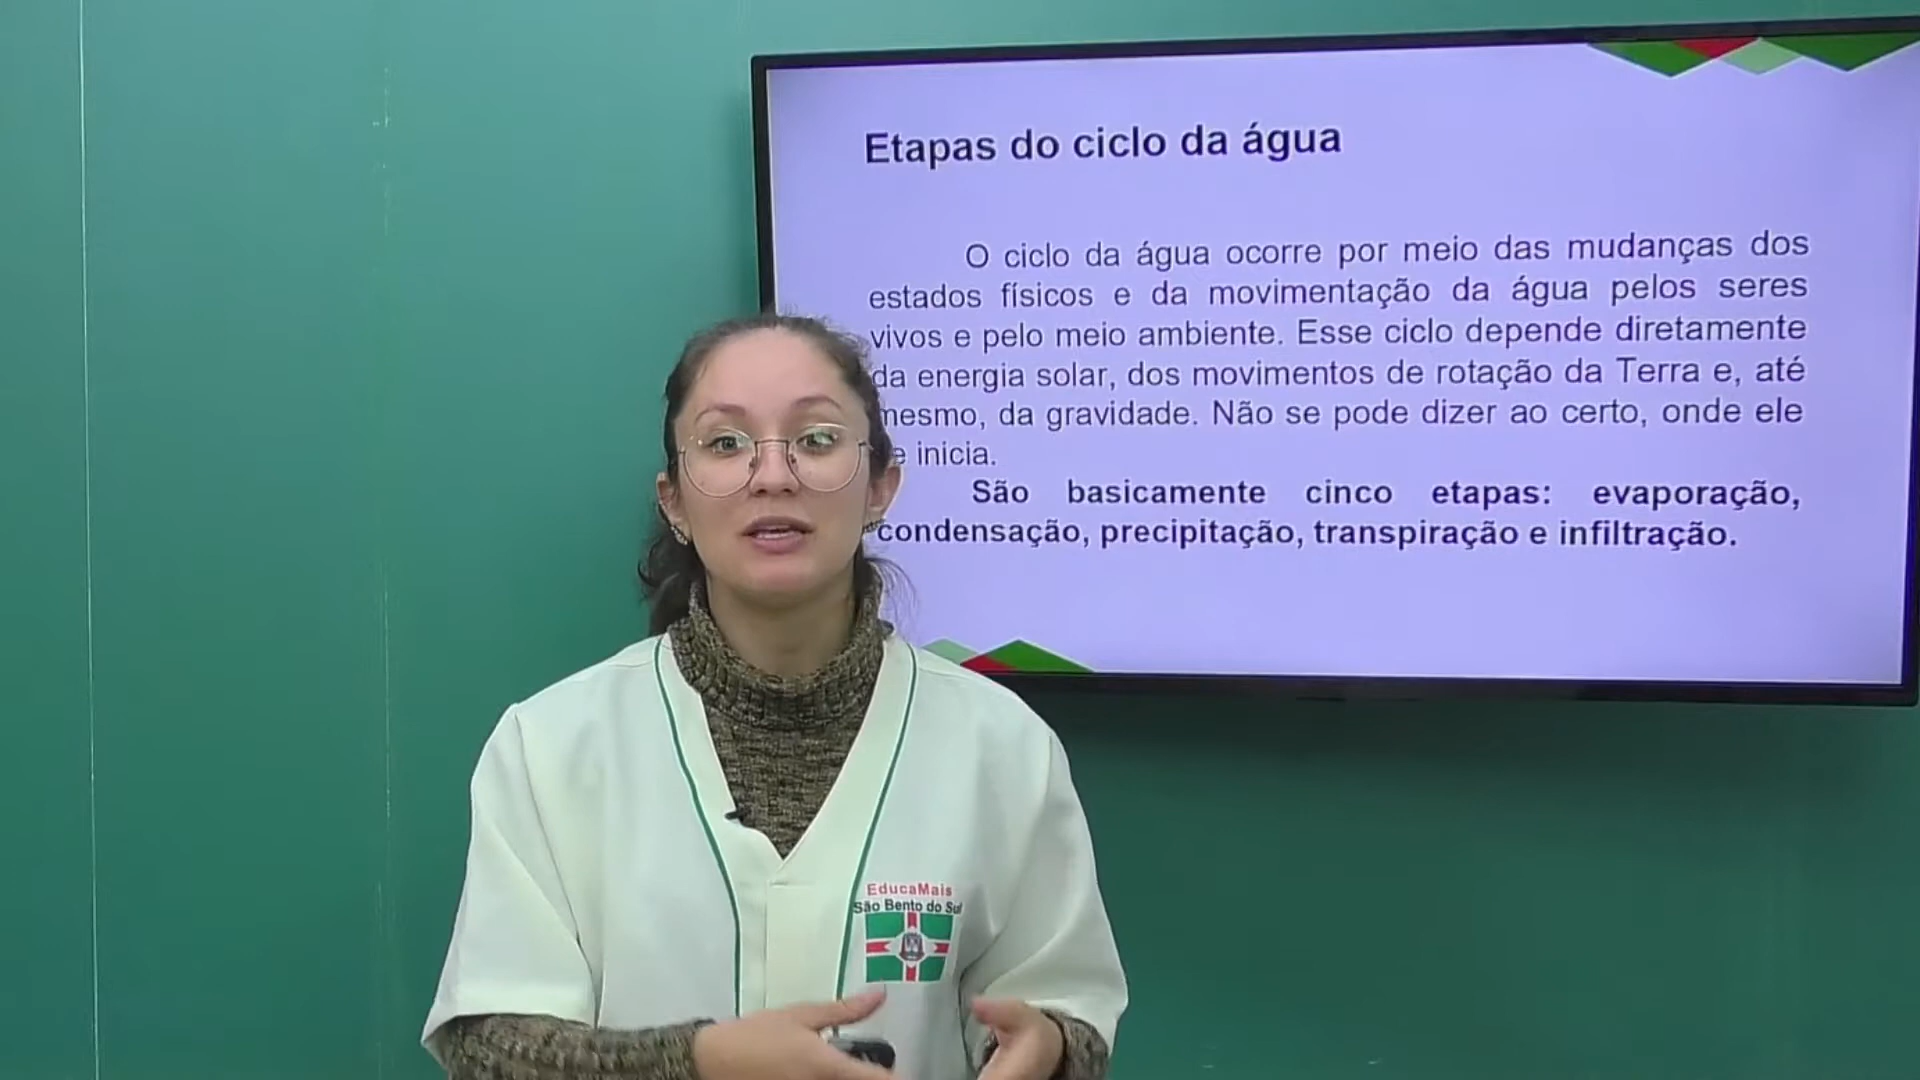 Etapas do ciclo da água
O ciclo da água ocorre por meio das mudanças dos
estados físicos e da movimentação da água pelos seres
vivos e pelo meio ambiente. Esse ciclo depende diretamente
da energia solar, dos movimentos de rotação da Terra e, até
mesmo, da gravidade. Não se pode dizer ao certo, onde ele
inicia.
São basicamente cinco etapas: evaporação,
condensação, precipitação, transpiração e infiltração.
EducaMais
São Bento do Sul